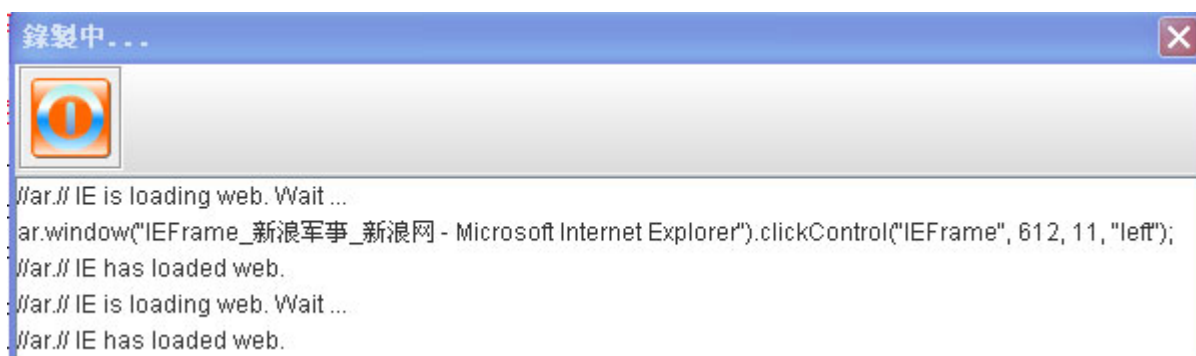 錄製中...
//ar.// IE is loading web. Wait ...
ar.window("IEFrame_新浪军事_新浪网 - Microsoft Internet Explorer").clickControl("IEFrame", 612, 11, "left");
//ar.// IE has loaded web.
//ar.// IE is loading web. Wait ...
//ar.// IE has loaded web.